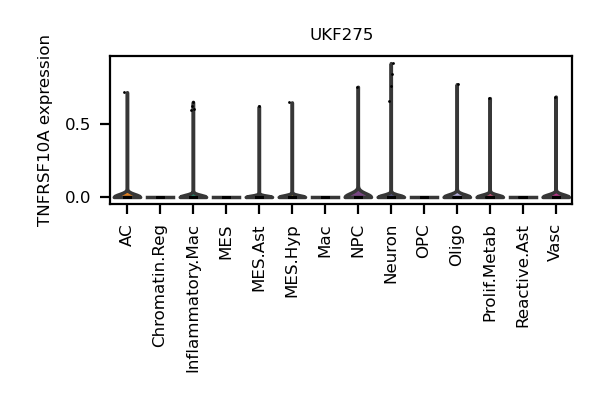 UKF275
TNFRSF10A expression
0.5
0.0
AC
Chromatin.Reg
Inflammatory.Mac
MES
MES.Ast
MES.Hyp
Mac
NPC
Neuron
OPC
Oligo
Prolif.Metab
Reactive.Ast
Vasc